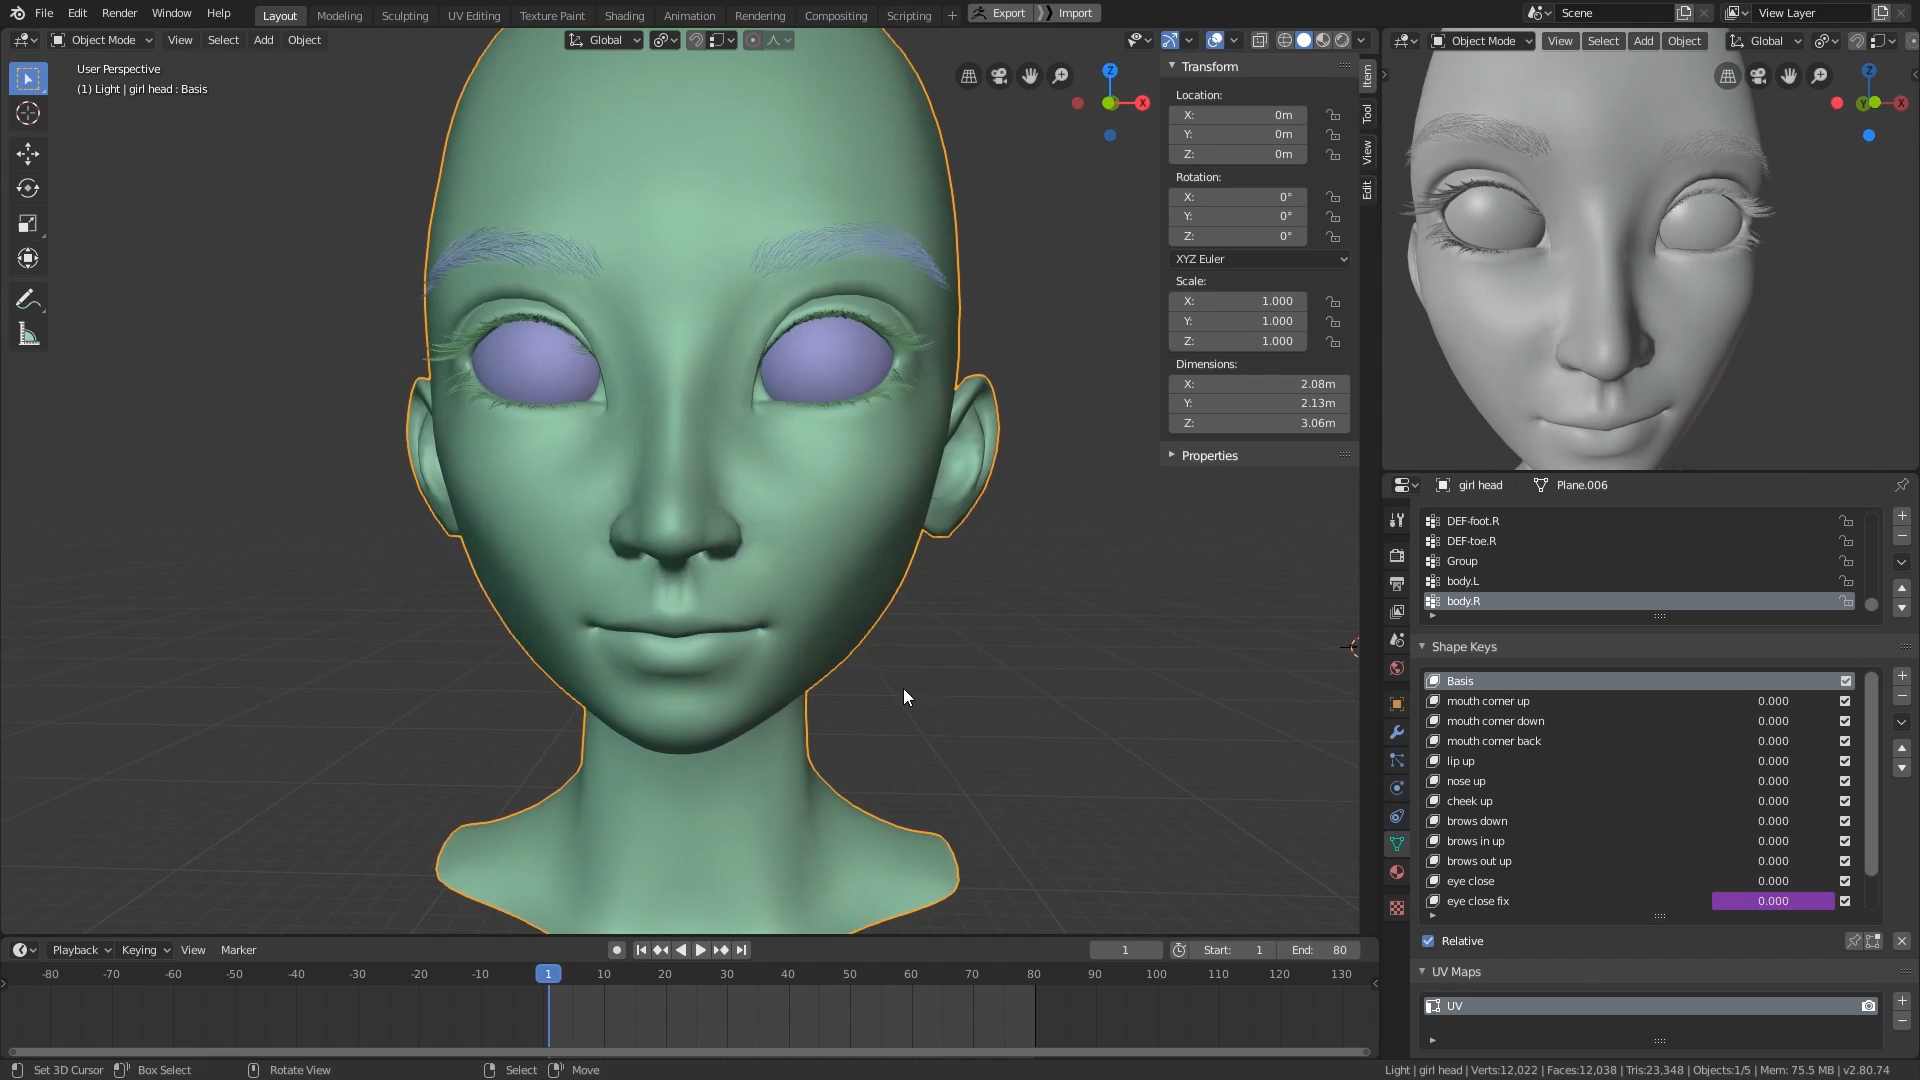 File Edit Render Window Help Layout Modeling Sculpting UV Editing Texture Paint Shading Animation Rendering Compositing Scripting + Export Import Scene View Layer
Object Mode View Select Add Object Global
Object Mode View Select Add Object Global
User Perspective
(1) Light | girl head : Basis
Z
X
Transform
Location:
X: 0m
Y: 0m
Z: 0m
Rotation:
X: 0°
Y: 0°
Z: 0°
XYZ Euler
Scale:
X: 1.000
Y: 1.000
Z: 1.000
Dimensions:
X: 2.08m
Y: 2.13m
Z: 3.06m
Properties
Item
Tool
View
Edit
Z
Y
X
girl head Plane.006
DEF-foot.R
DEF-toe.R
Group
body.L
body.R
Shape Keys
Basis
mouth corner up 0.000
mouth corner down 0.000
mouth corner back 0.000
lip up 0.000
nose up 0.000
cheek up 0.000
brows down 0.000
brows in up 0.000
brows out up 0.000
eye close 0.000
eye close fix 0.000
Relative
UV Maps
UV
Playback Keying View Marker 1 Start: 1 End: 80
-80 -70 -60 -50 -40 -30 -20 -10 1 10 20 30 40 50 60 70 80 90 100 110 120 130
Set 3D Cursor Box Select Rotate View Select Move Light | girl head | Verts:12,022 | Faces:12,038 | Tris:23,348 | Objects:1/5 | Mem: 75.5 MB | v2.80.74